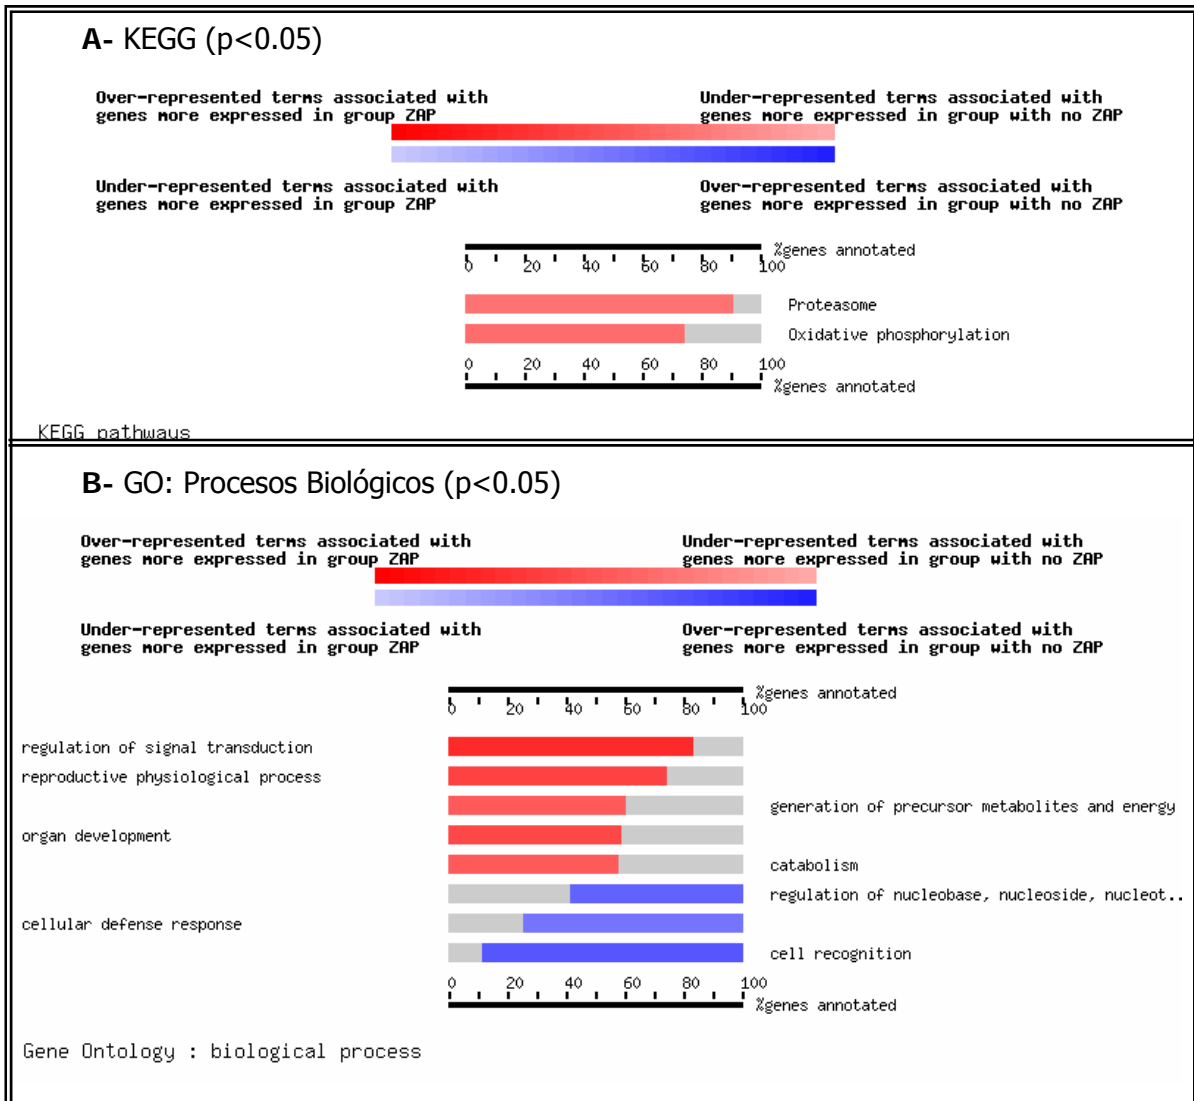 A- KEGG (p<0.05)
Over-represented terms associated with
genes more expressed in group ZAP
Under-represented terms associated with
genes more expressed in group with no ZAP
Under-represented terms associated with
genes more expressed in group ZAP
Over-represented terms associated with
genes more expressed in group with no ZAP
%genes annotated
0 20 40 60 80 100
Proteasome
Oxidative phosphorylation
0 20 40 60 80 100
%genes annotated
KEGG pathways
B- GO: Procesos Biológicos (p<0.05)
Over-represented terms associated with
genes more expressed in group ZAP
Under-represented terms associated with
genes more expressed in group with no ZAP
Under-represented terms associated with
genes more expressed in group ZAP
Over-represented terms associated with
genes more expressed in group with no ZAP
%genes annotated
0 20 40 60 80 100
regulation of signal transduction
reproductive physiological process
generation of precursor metabolites and energy
organ development
catabolism
regulation of nucleobase, nucleoside, nucleot..
cellular defense response
cell recognition
0 20 40 60 80 100
%genes annotated
Gene Ontology : biological process